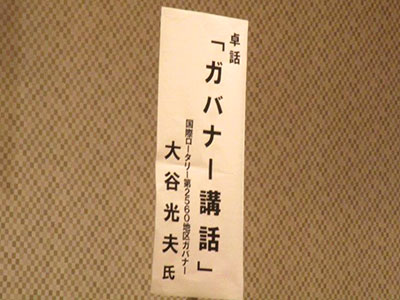 卓話
「ガバナー講話」
国際ロータリー第2560地区ガバナー
大谷光夫氏